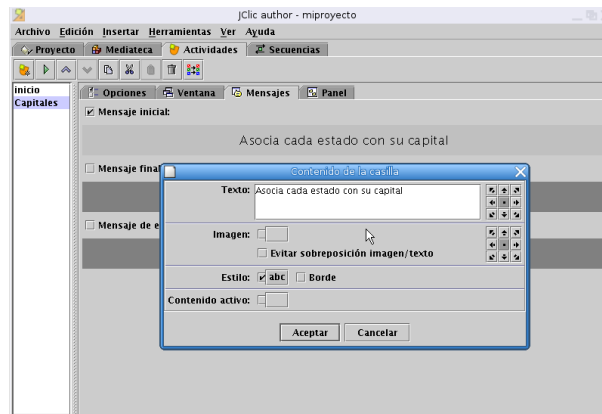 JClic author - miproyecto
Archivo Edición Insertar Herramientas Ver Ayuda
Proyecto Mediateca Actividades Secuencias
inicio
Capitales
Opciones Ventana Mensajes Panel
Mensaje inicial:
Asocia cada estado con su capital
Mensaje fina
Contenido de la casilla
Texto: Asocia cada estado con su capital
Mensaje de e
Imagen:
Evitar sobreposición imagen/texto
Estilo: abc Borde
Contenido activo:
Aceptar Cancelar